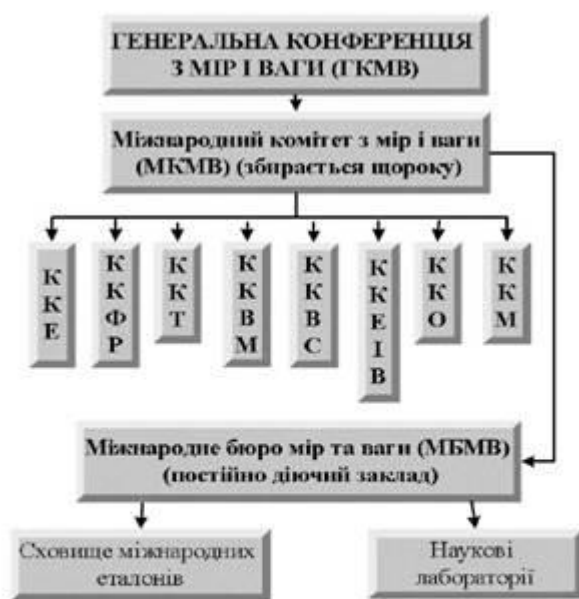 ГЕНЕРАЛЬНА КОНФЕРЕНЦІЯ
З МІР І ВАГИ (ГКМВ)
Міжнародний комітет з мір і ваги
(МКМВ) (збирається щороку)
ККЕ
ККФР
ККТ
ККВМ
ККВС
ККЕІВ
ККО
ККМ
Міжнародне бюро мір та ваги (МБМВ)
(постійно діючий заклад)
Сховище міжнародних
еталонів
Наукові
лабораторії